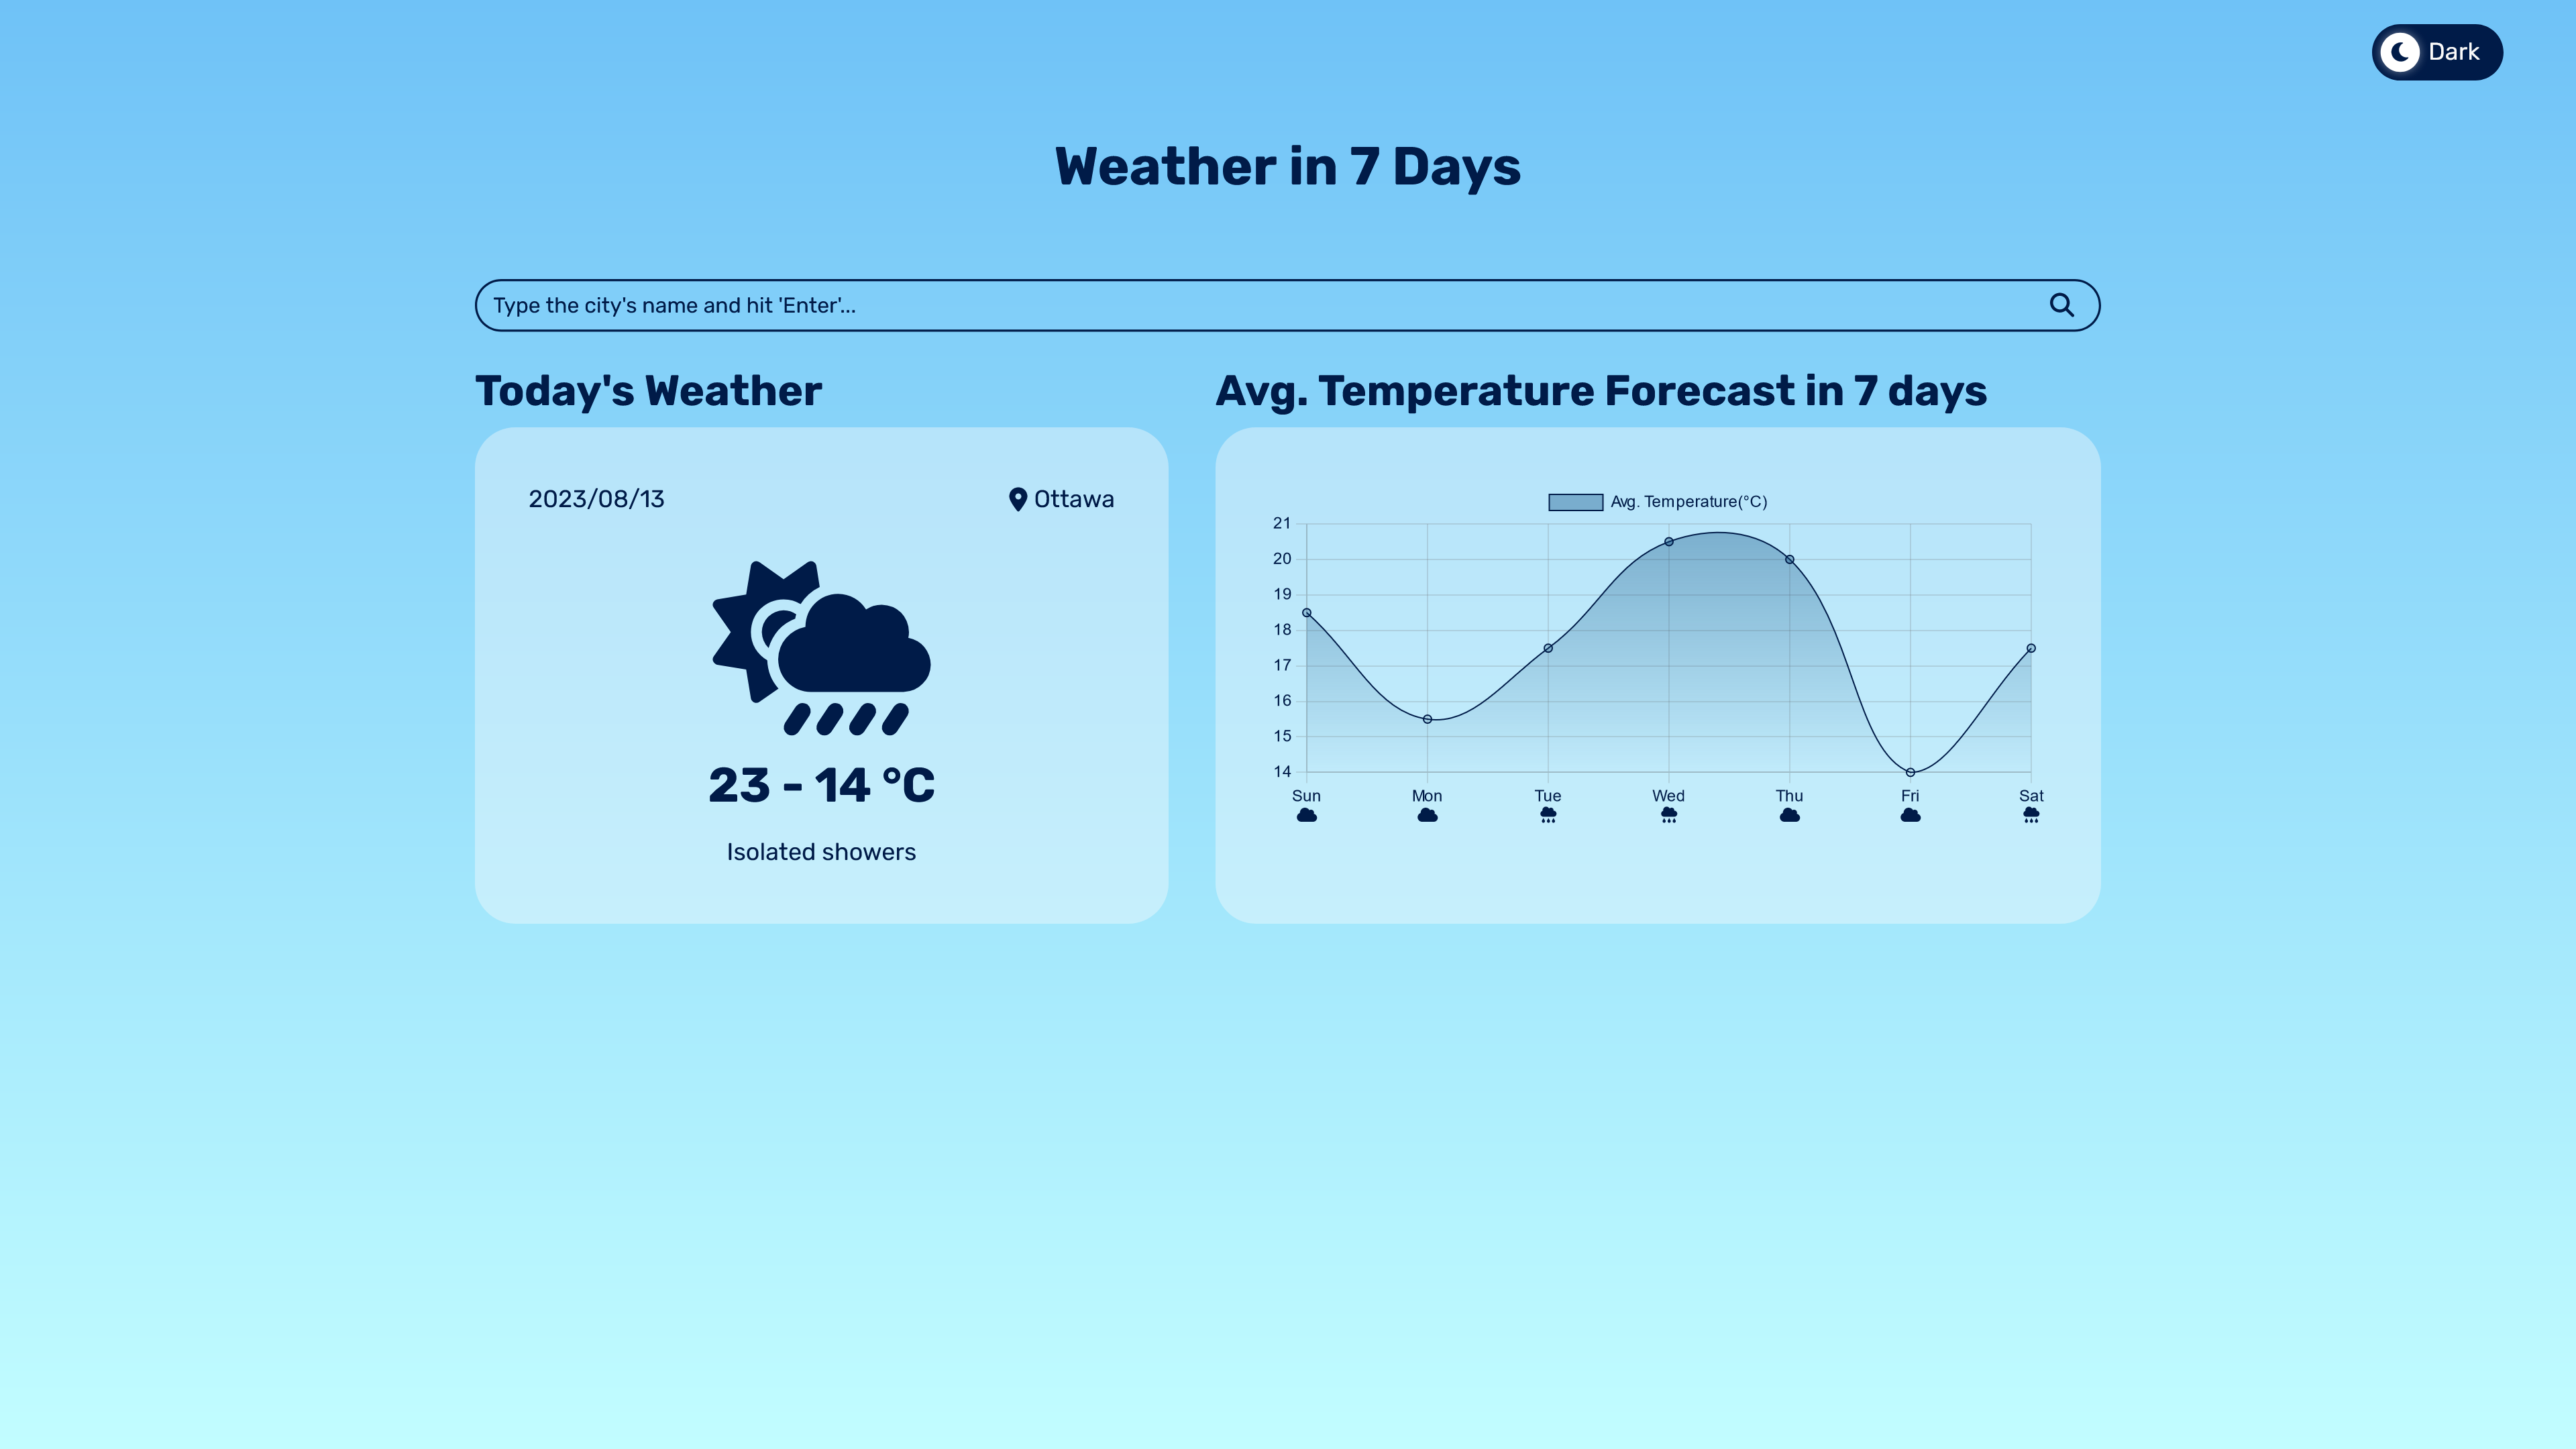 Dark
Weather in 7 Days
Type the city's name and hit 'Enter'...
Today's Weather
2023/08/13
Ottawa
23 - 14 °C
Isolated showers
Avg. Temperature Forecast in 7 days
Avg. Temperature(°C)
21
20
19
18
17
16
15
14
Sun Mon Tue Wed Thu Fri Sat